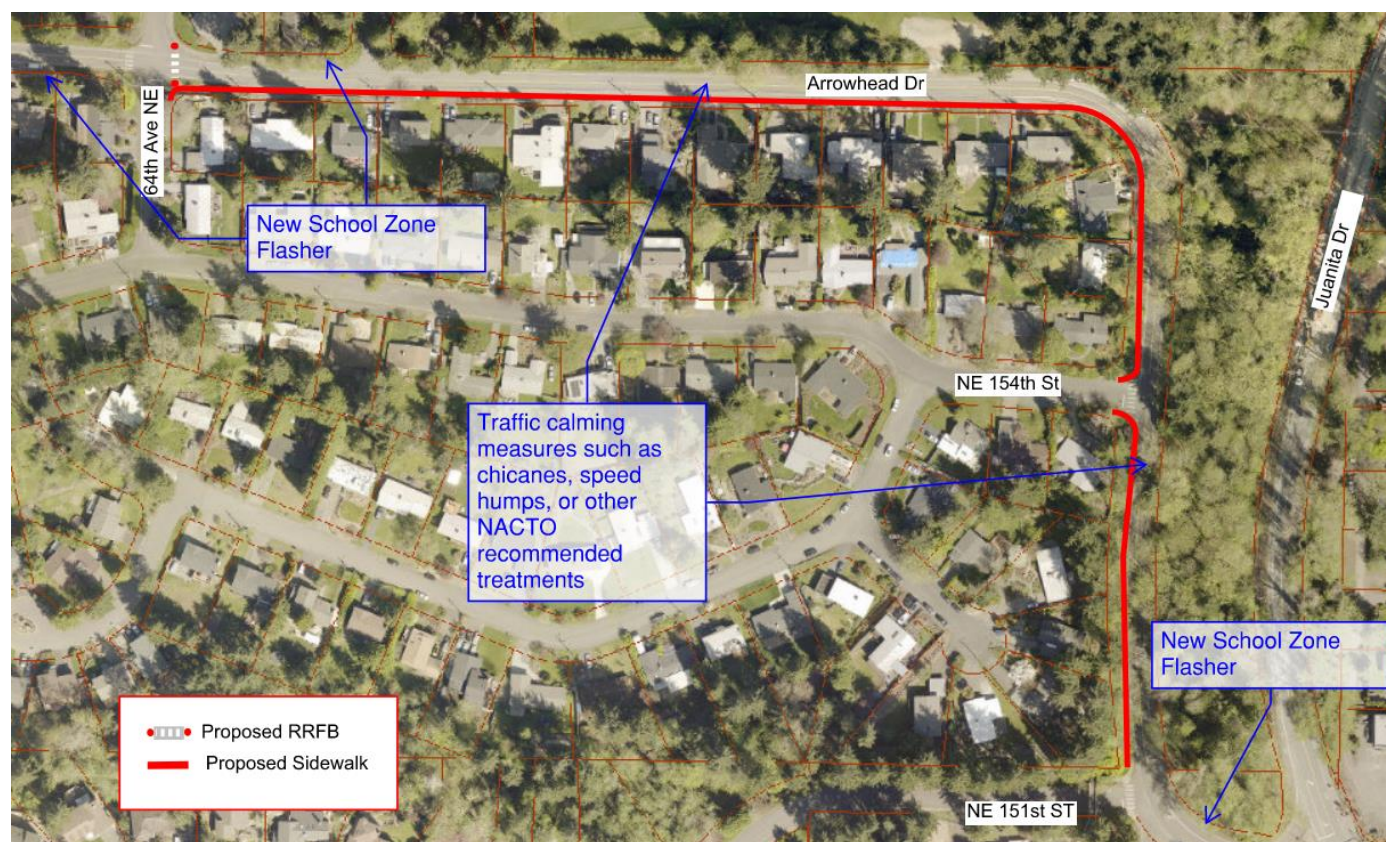 Arrowhead Dr
64th Ave NE
New School Zone
Flasher
Juanita Dr
NE 154th St
Traffic calming
measures such as
chicanes, speed
humps, or other
NACTO
recommended
treatments
New School Zone
Flasher
Proposed RRFB
Proposed Sidewalk
NE 151st ST